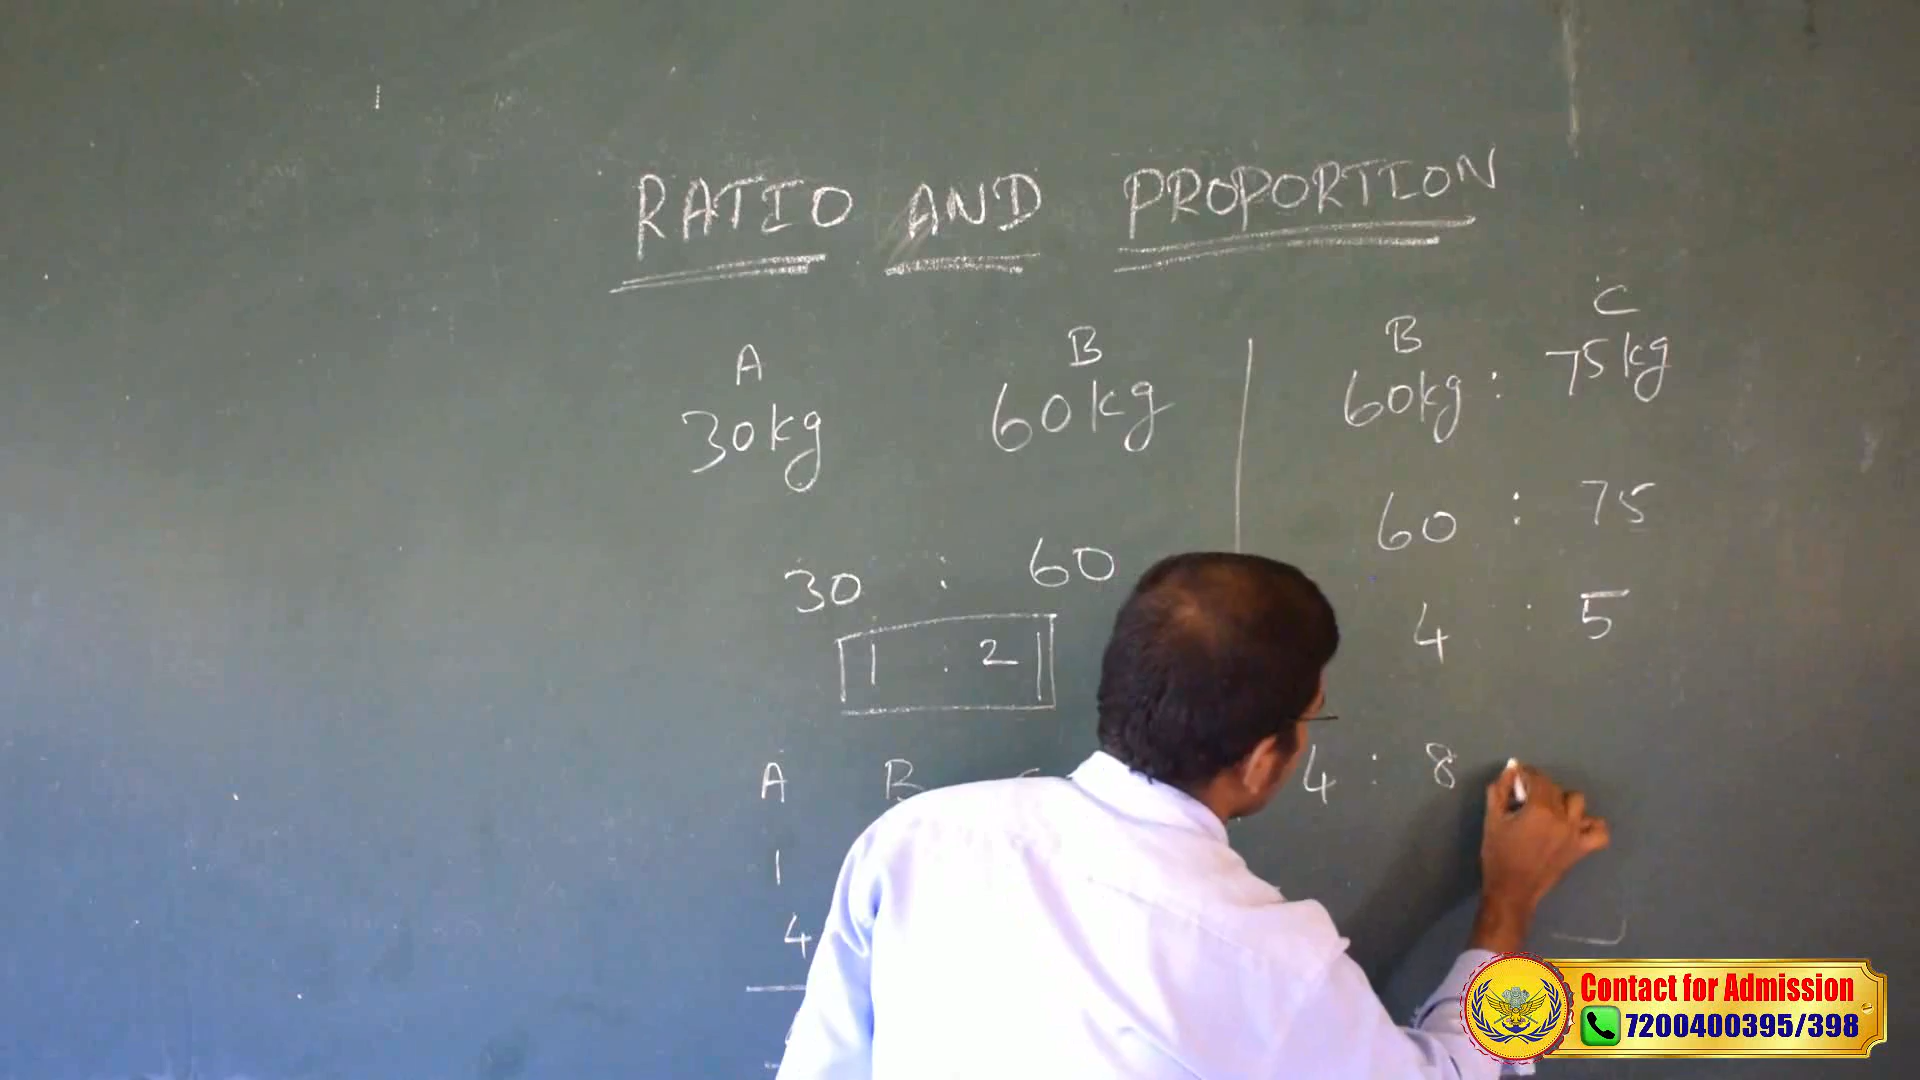 RATIO AND PROPORTION
A B
30kg 60kg
30 : 60
1 : 2
B C
60kg : 75kg
60 : 75
4 : 5
A B
4 : 8
1
4
Contact for Admission
7200400395/398